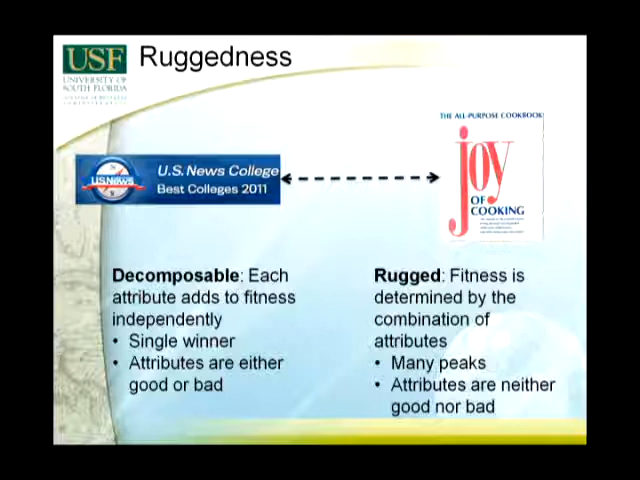 USF
Ruggedness
UNIVERSITY OF
SOUTH FLORIDA
THE ALL-PURPOSE COOKBOOK
joy
OF
COOKING
U.S. News College
Best Colleges 2011
U.S.News
Decomposable: Each
attribute adds to fitness
independently
• Single winner
• Attributes are either
good or bad
Rugged: Fitness is
determined by the
combination of
attributes
• Many peaks
• Attributes are neither
good nor bad